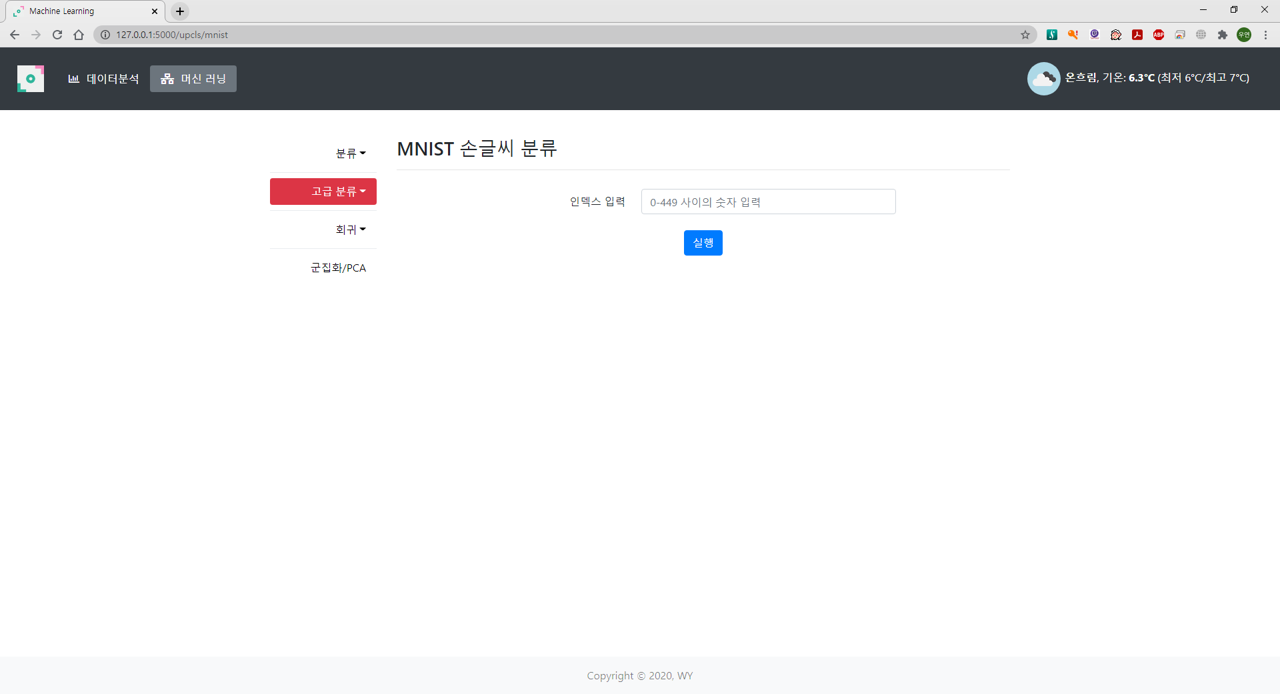 Machine Learning
127.0.0.1:5000/upcls/mnist
ABP
우연
데이터분석
머신 러닝
온흐림, 기온: 6.3°C (최저 6°C/최고 7°C)
분류
고급 분류
회귀
군집화/PCA
MNIST 손글씨 분류
인덱스 입력
0-449 사이의 숫자 입력
실행
Copyright © 2020, WY